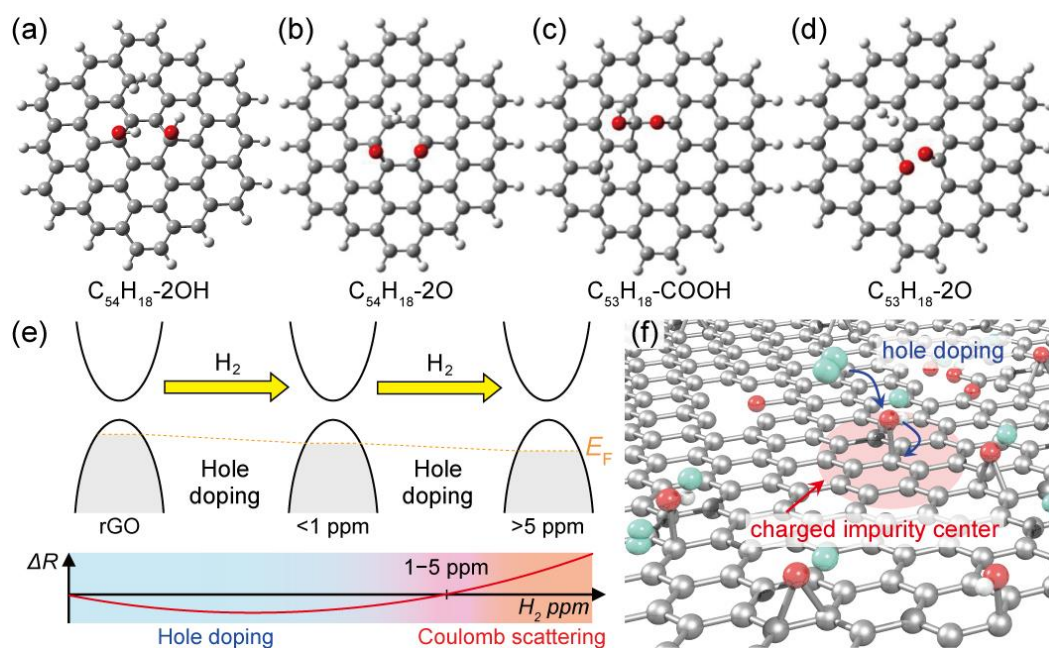 (a)
(b)
(c)
(d)
C₅₄H₁₈-2OH
C₅₄H₁₈-2O
C₅₃H₁₈-COOH
C₅₃H₁₈-2O
(e)
H₂
H₂
E_F
Hole
doping
Hole
doping
rGO
<1 ppm
>5 ppm
ΔR
1−5 ppm
H₂ ppm
Hole doping
Coulomb scattering
(f)
hole doping
charged impurity center